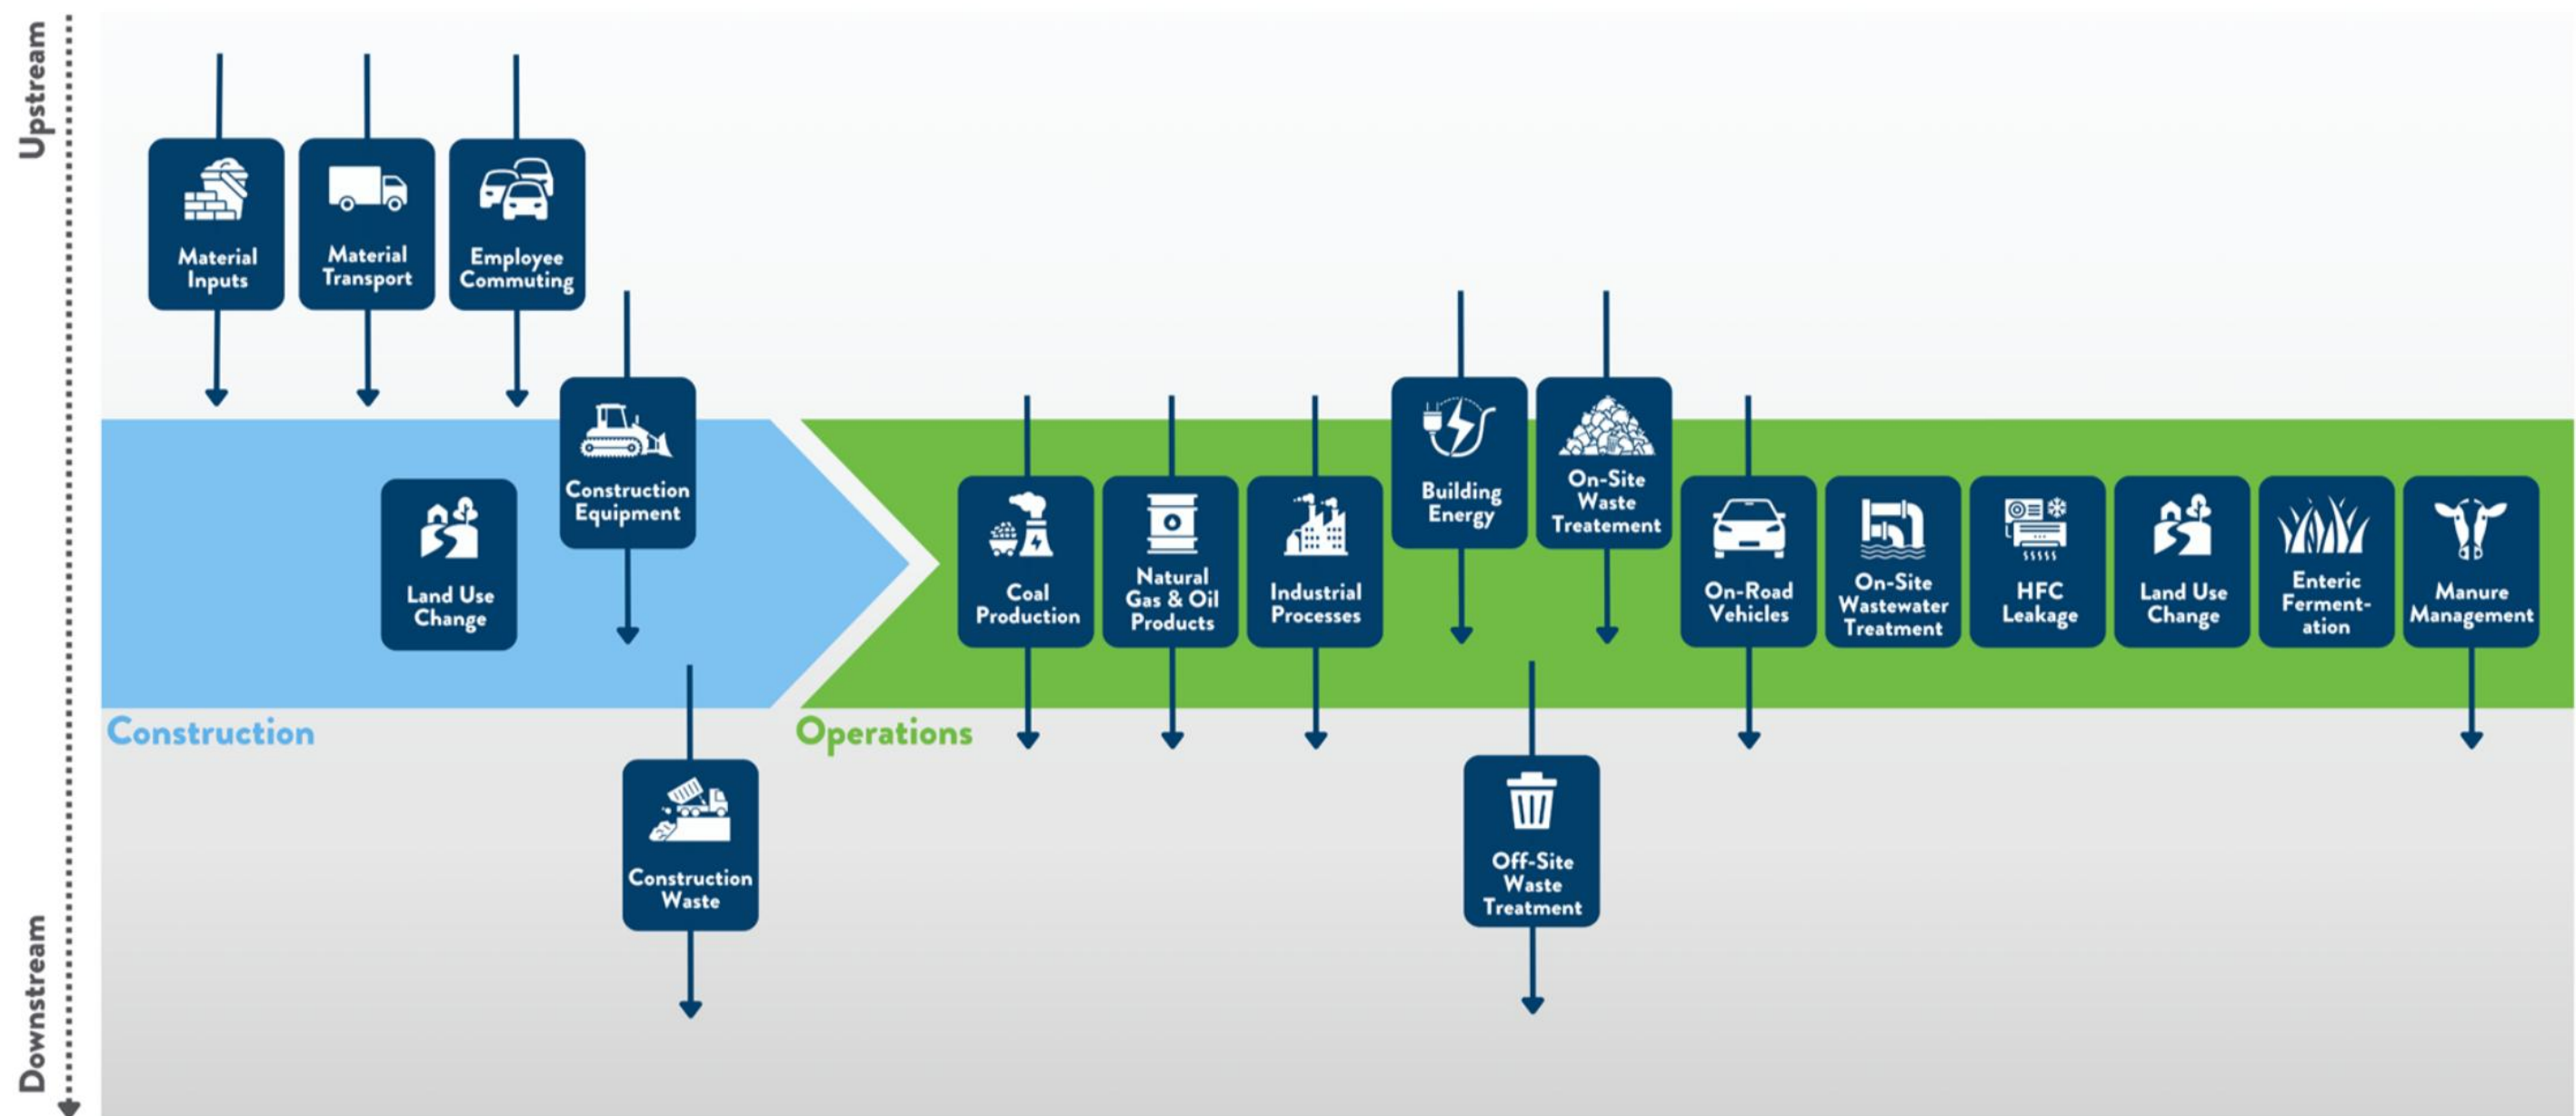 Upstream
Material
Inputs
Material
Transport
Employee
Commuting
Construction
Equipment
Land Use
Change
Construction
Construction
Waste
Coal
Production
Natural
Gas & Oil
Products
Industrial
Processes
Building
Energy
On-Site
Waste
Treatement
On-Road
Vehicles
On-Site
Wastewater
Treatment
HFC
Leakage
Land Use
Change
Enteric
Ferment-
ation
Manure
Management
Operations
Off-Site
Waste
Treatment
Downstream